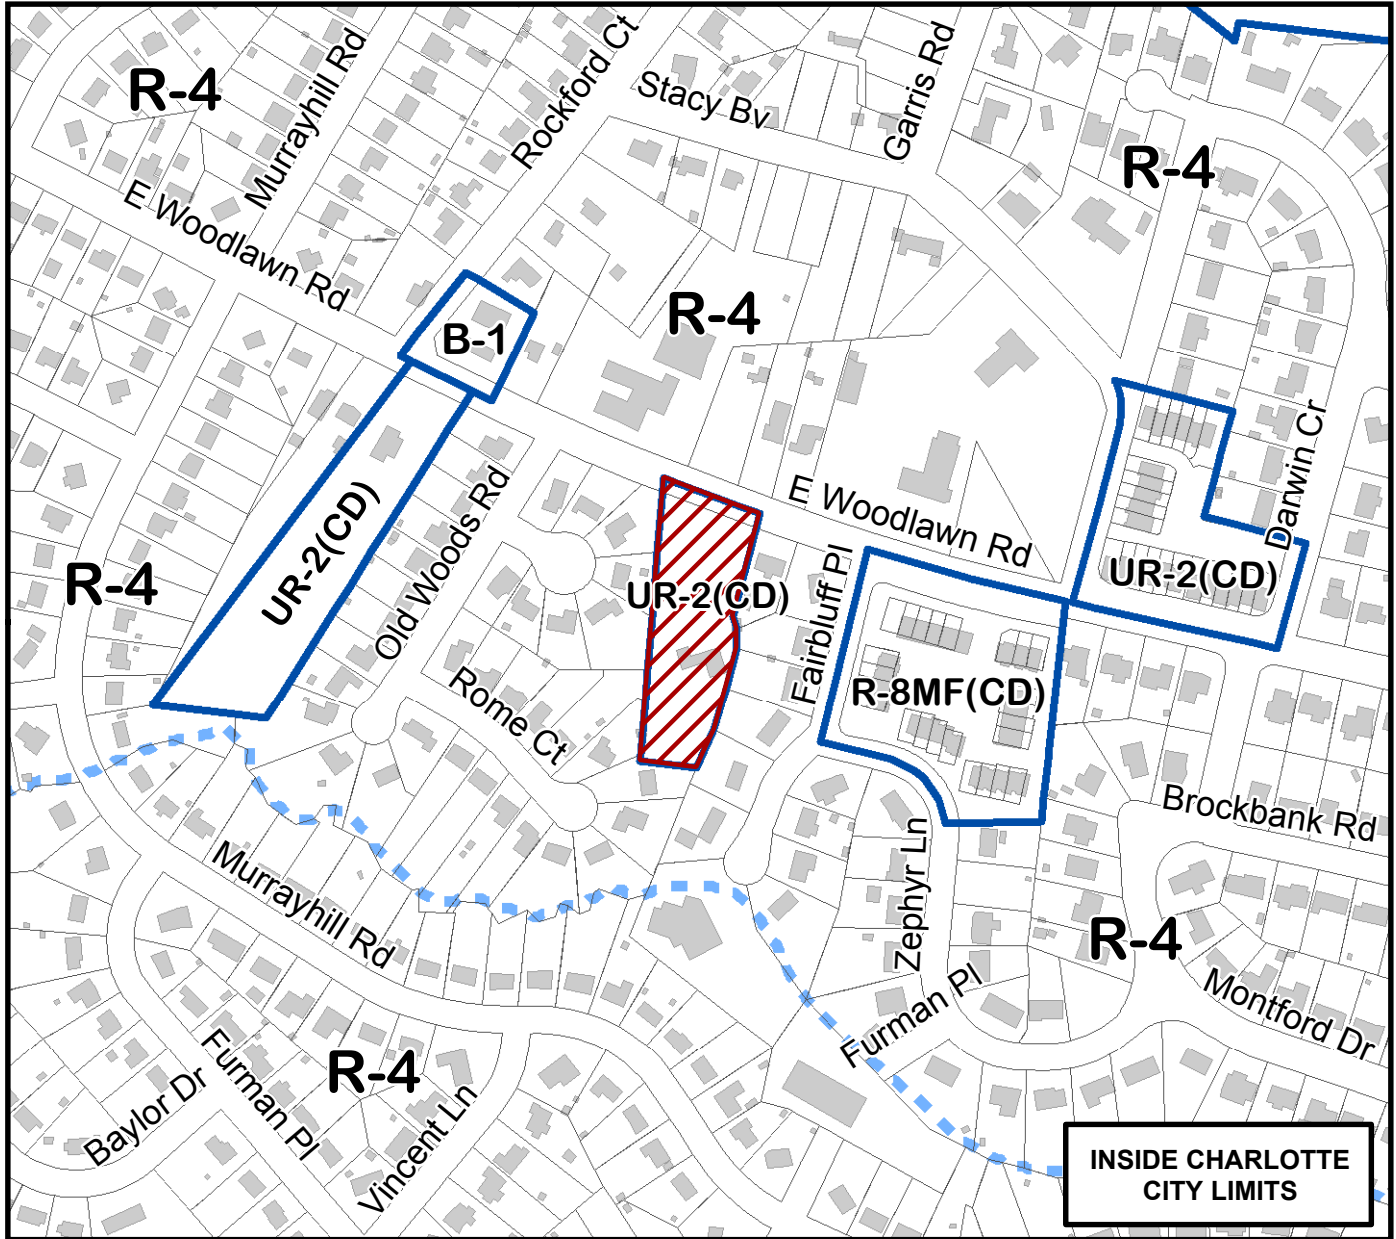 R-4
Murrayhill Rd
Rockford Ct
Stacy Bv
Garris Rd
R-4
E Woodlawn Rd
R-4
B-1
UR-2(CD)
Old Woods Rd
E Woodlawn Rd
Darwin Cr
R-4
UR-2(CD)
UR-2(CD)
Fairbluff Pl
R-8MF(CD)
Rome Ct
Brockbank Rd
Murrayhill Rd
Zephyr Ln
R-4
Furman Pl
Montford Dr
Furman Pl
R-4
Baylor Dr
Vincent Ln
INSIDE CHARLOTTE
CITY LIMITS